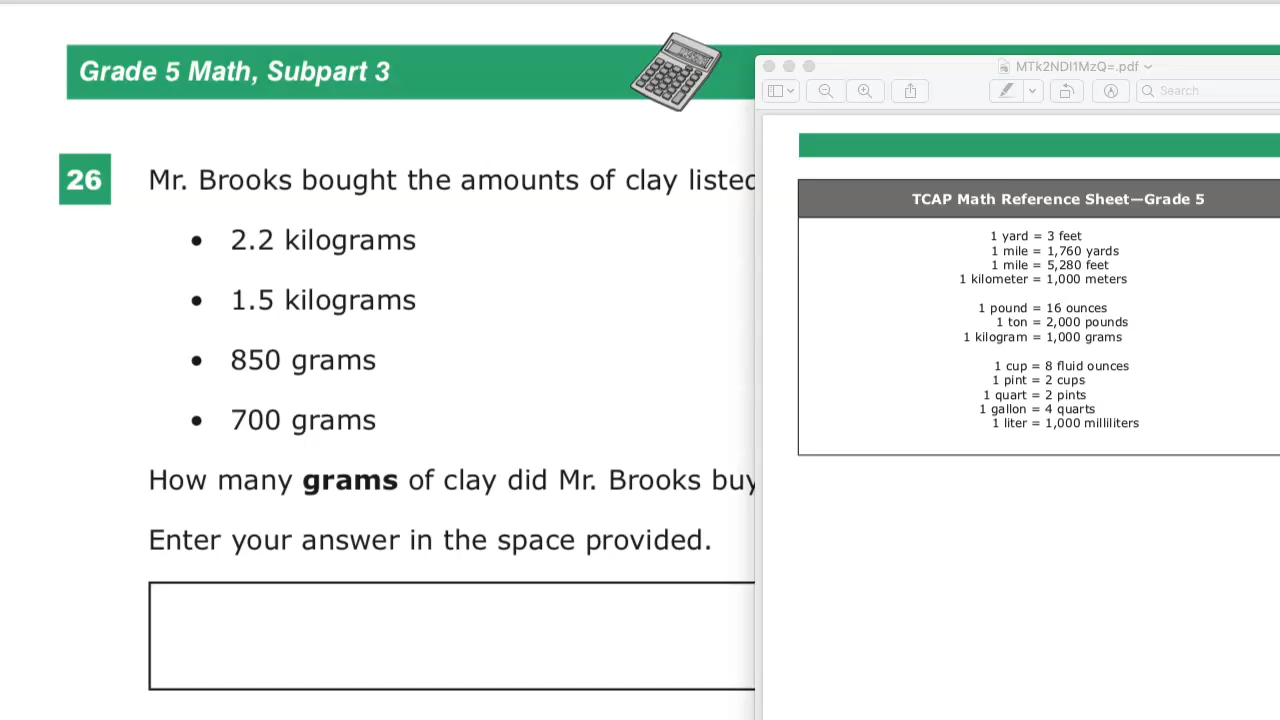 Grade 5 Math, Subpart 3
26
Mr. Brooks bought the amounts of clay listed
• 2.2 kilograms
• 1.5 kilograms
• 850 grams
• 700 grams
How many grams of clay did Mr. Brooks buy
Enter your answer in the space provided.
MTk2NDI1MzQ=.pdf
Search
TCAP Math Reference Sheet—Grade 5
1 yard = 3 feet
1 mile = 1,760 yards
1 mile = 5,280 feet
1 kilometer = 1,000 meters
1 pound = 16 ounces
1 ton = 2,000 pounds
1 kilogram = 1,000 grams
1 cup = 8 fluid ounces
1 pint = 2 cups
1 quart = 2 pints
1 gallon = 4 quarts
1 liter = 1,000 milliliters